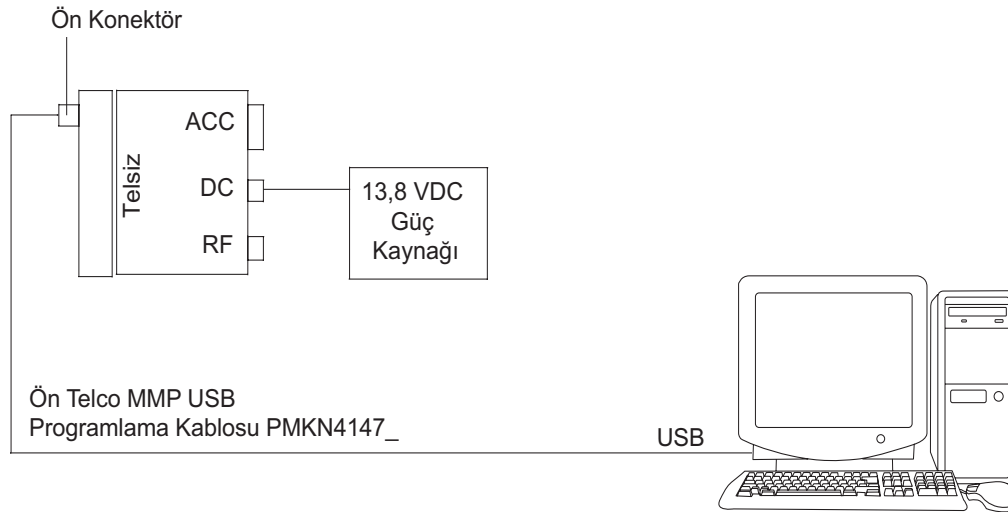 Ön Konektör
ACC
Telsiz
DC
RF
13,8 VDC
Güç
Kaynağı
Ön Telco MMP USB
Programlama Kablosu PMKN4147_
USB